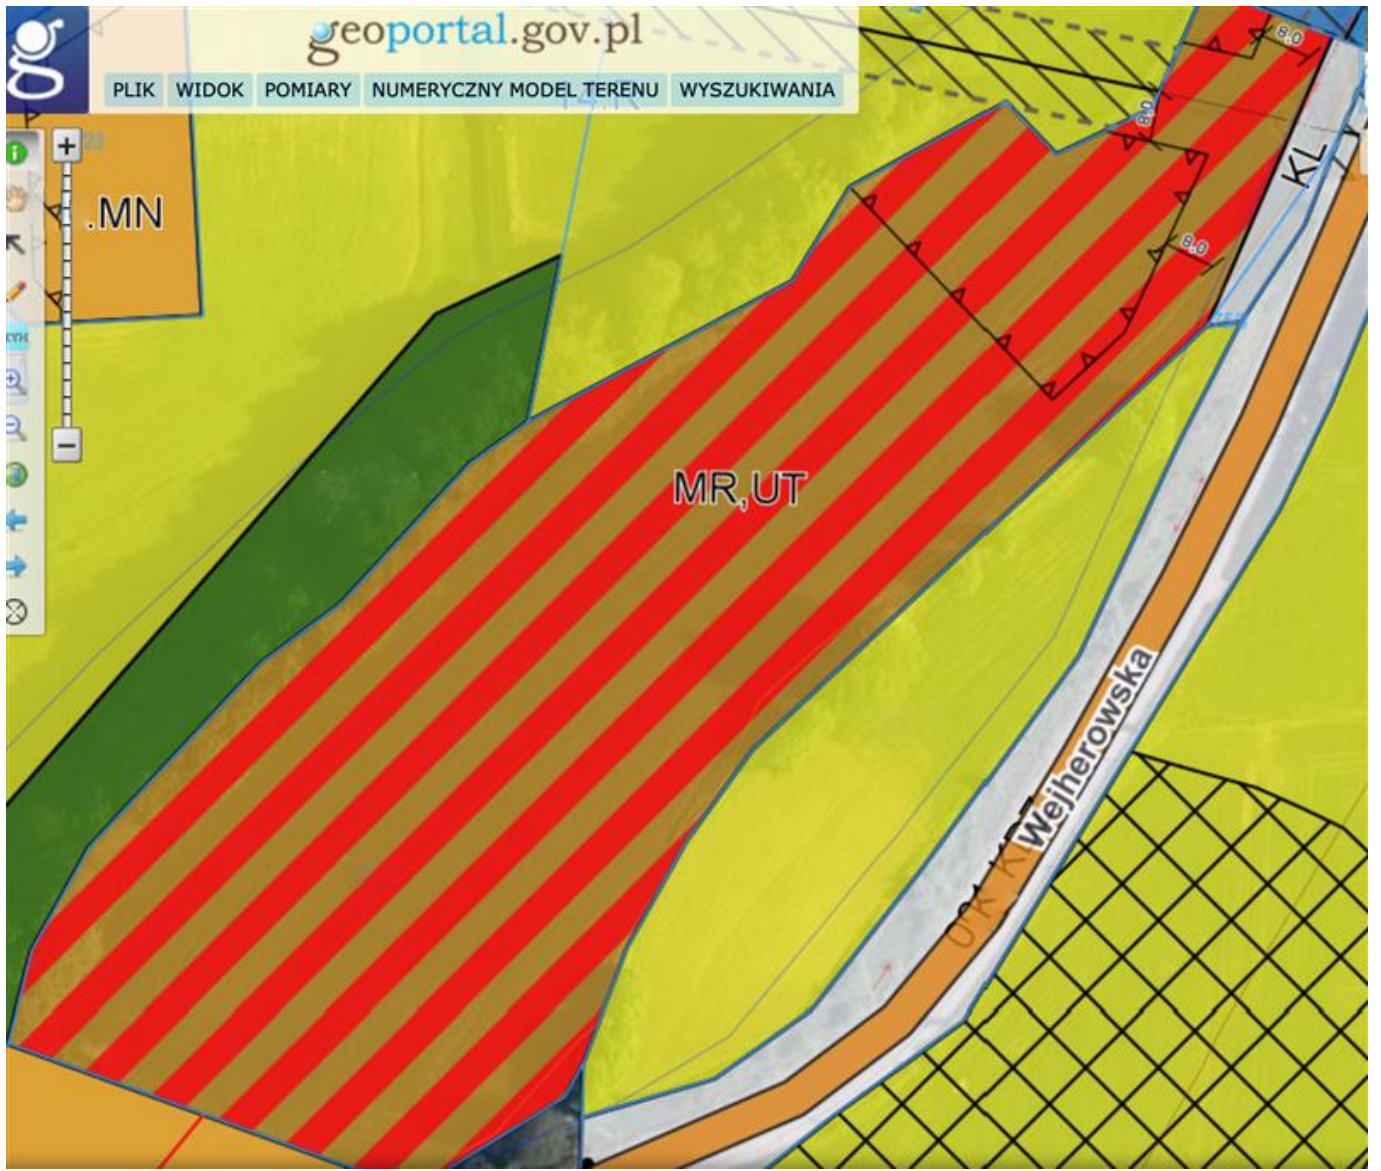 geoportal.gov.pl
PLIK WIDOK POMIARY NUMERYCZNY MODEL TERENU WYSZUKIWANIA
8,0
8,0
23
.MN
KL
8,0
MR,UT
Wejherowska